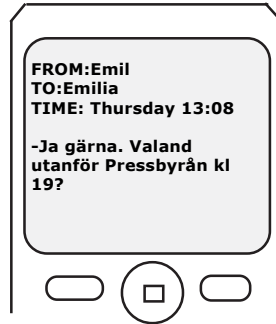 FROM:Emil
TO:Emilia
TIME: Thursday 13:08
-Ja gärna. Valand
utanför Pressbyrån kl
19?